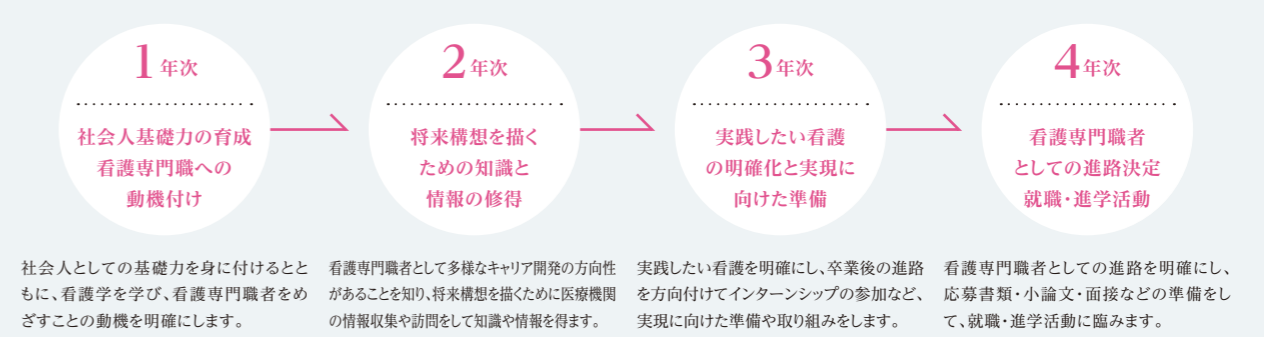 1年次
社会人基礎力の育成
看護専門職への
動機付け
社会人としての基礎力を身に付けるとと
もに、看護学を学び、看護専門職者をめ
ざすことの動機を明確にします。
2年次
将来構想を描く
ための知識と
情報の修得
看護専門職者として多様なキャリア開発の方向性
があることを知り、将来構想を描くために医療機関
の情報収集や訪問をして知識や情報を得ます。
3年次
実践したい看護
の明確化と実現に
向けた準備
実践したい看護を明確にし、卒業後の進路
を方向付けてインターンシップの参加など、
実現に向けた準備や取り組みをします。
4年次
看護専門職者
としての進路決定
就職・進学活動
看護専門職者としての進路を明確にし、
応募書類・小論文・面接などの準備をし
て、就職・進学活動に臨みます。